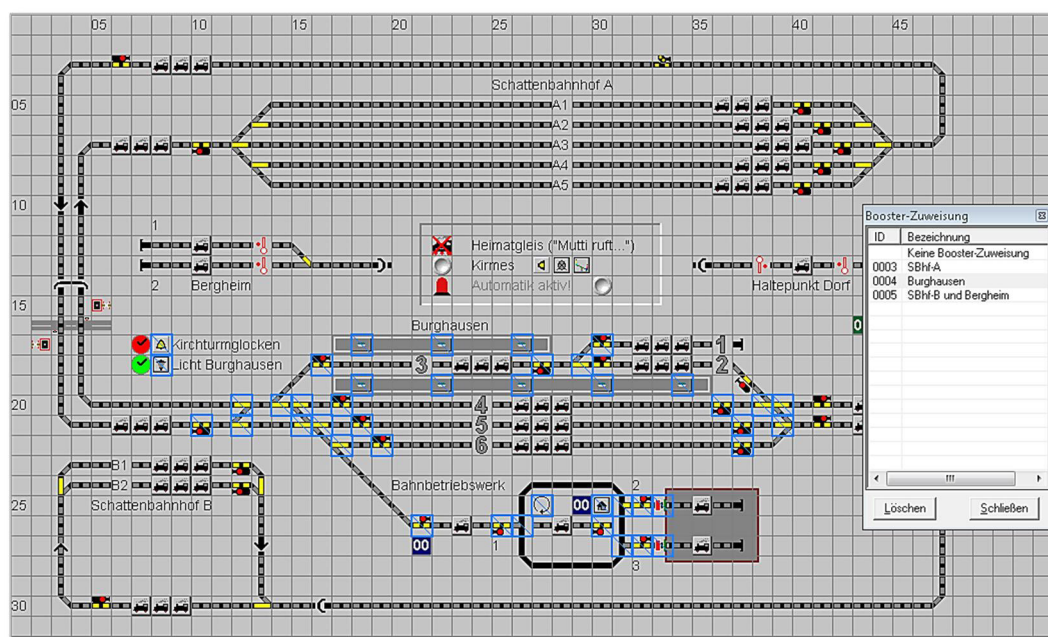 05 10 15 20 25 30 35 40 45
Schattenbahnhof A
05
A1
A2
A3
A4
A5
10
1
2
Bergheim
Heimatgleis ("Mutti ruft...")
Kirmes
Automatik aktiv!
Haltepunkt Dorf
15
Burghausen
Kirchturmglocken
Licht Burghausen
1
3 2
20
4
5
6
B1
B2
Schattenbahnhof B
Bahnbetriebswerk
25
00
2
00
1
3
30
Booster-Zuweisung
ID Bezeichnung
Keine Booster-Zuweisung
0003 SBhf-A
0004 Burghausen
0005 SBhf-B und Bergheim
Löschen Schließen